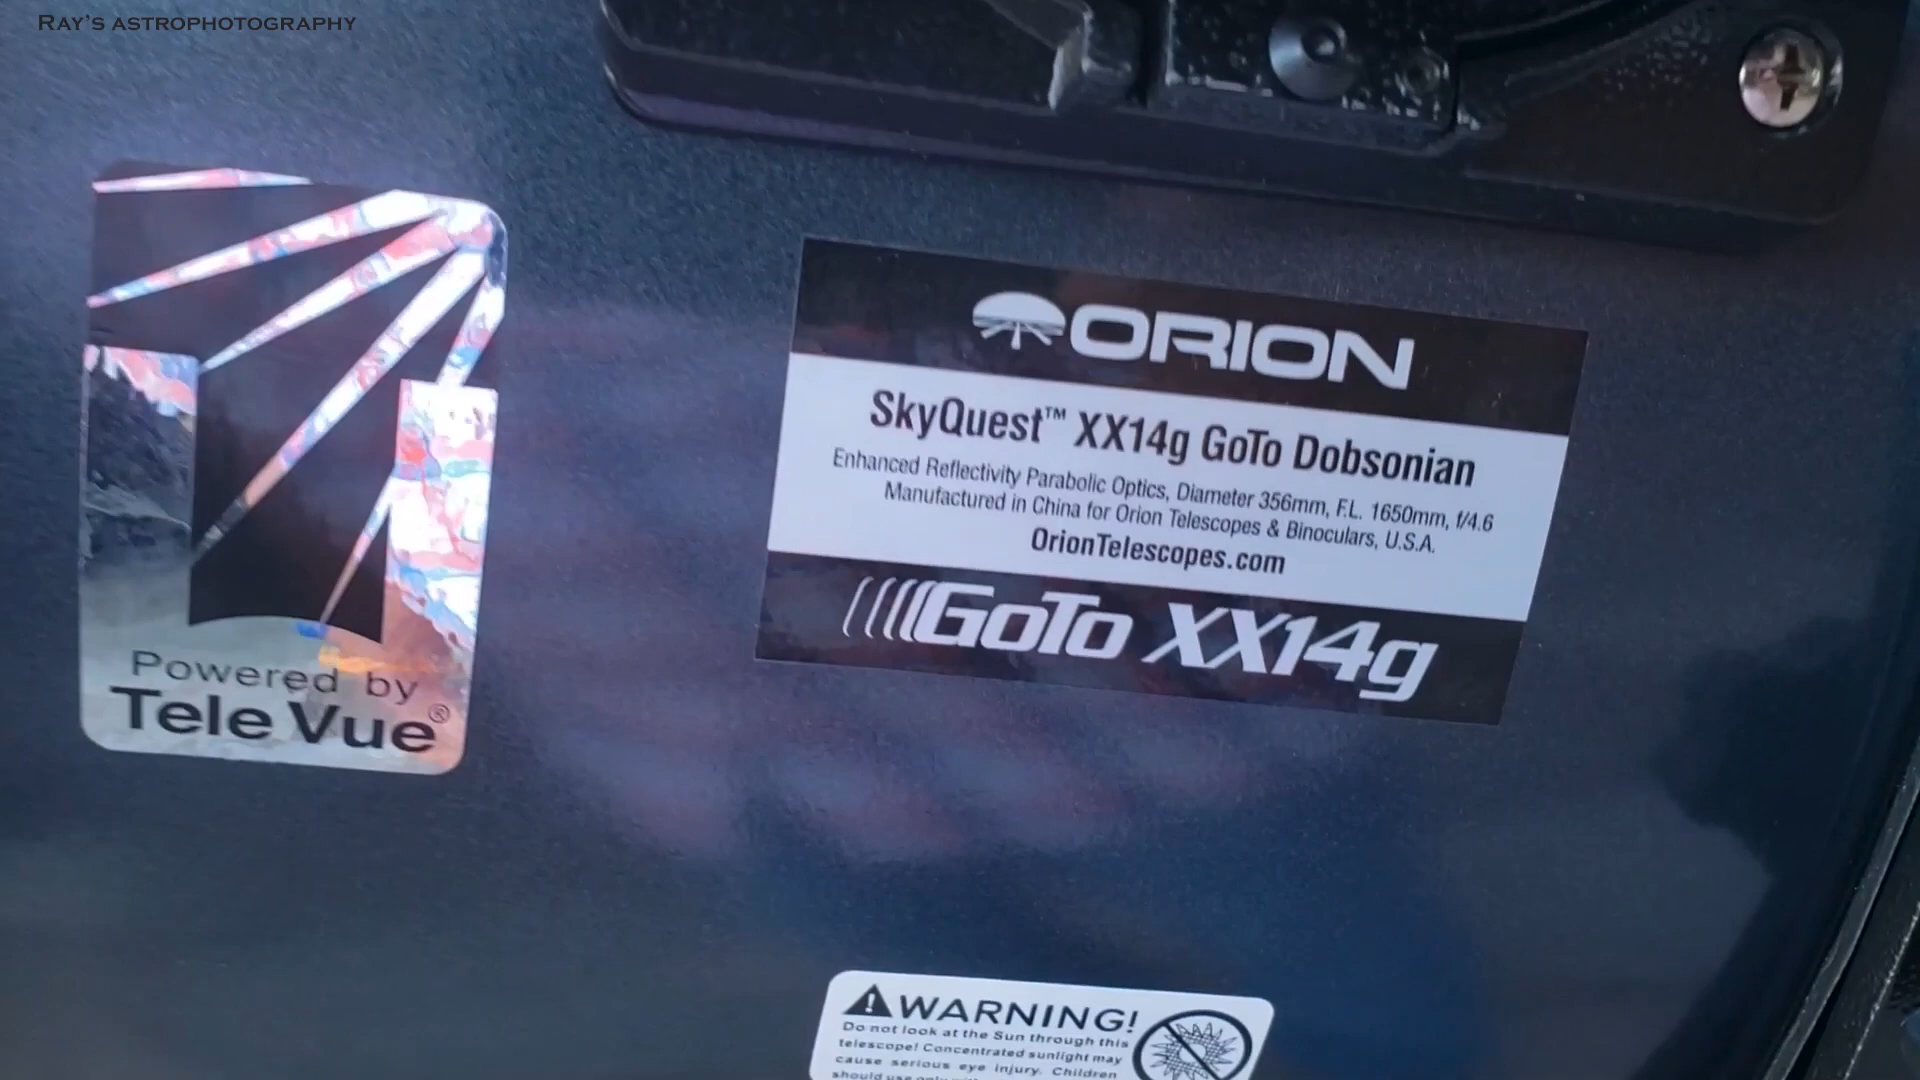 RAY'S ASTROPHOTOGRAPHY
ORION
SkyQuest™ XX14g GoTo Dobsonian
Enhanced Reflectivity Parabolic Optics, Diameter 356mm, F.L. 1650mm, f/4.6
Manufactured in China for Orion Telescopes & Binoculars, U.S.A.
OrionTelescopes.com
GoTo XX14g
Powered by
Tele Vue®
WARNING!
Do not look at the Sun through this
telescope! Concentrated sunlight may
cause serious eye injury. Children
should use only